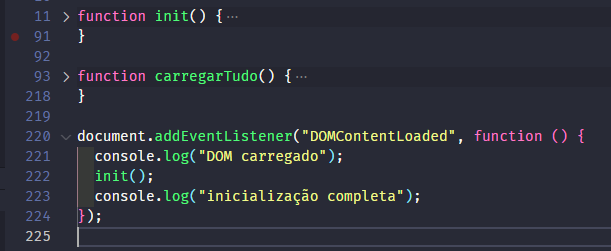 11 function init() { ...
91 }
92
93 function carregarTudo() { ...
218 }
219
220 document.addEventListener("DOMContentLoaded", function () {
221 console.log("DOM carregado");
222 init();
223 console.log("inicialização completa");
224 });
225